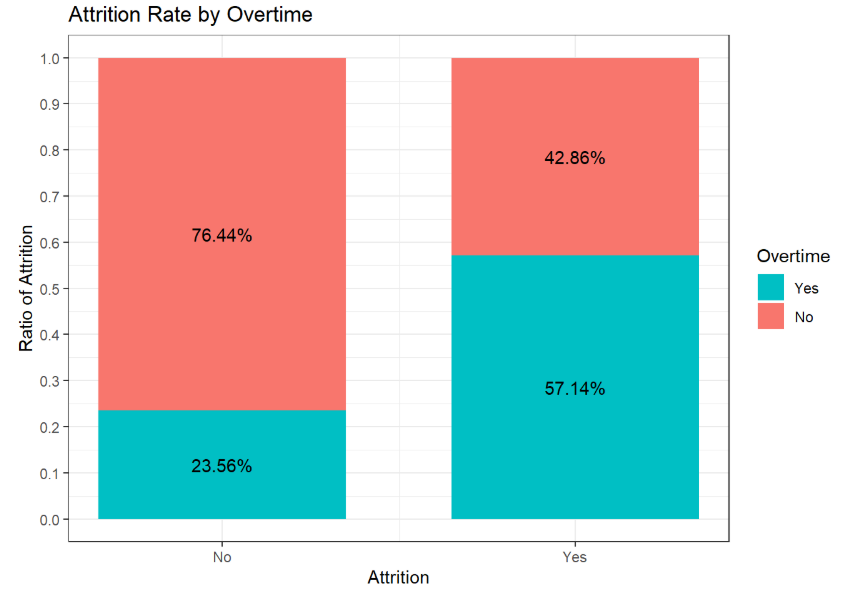 Attrition Rate by Overtime
Ratio of Attrition
1.0
0.9
0.8
0.7
0.6
0.5
0.4
0.3
0.2
0.1
0.0
76.44%
23.56%
42.86%
57.14%
No
Yes
Attrition
Overtime
Yes
No